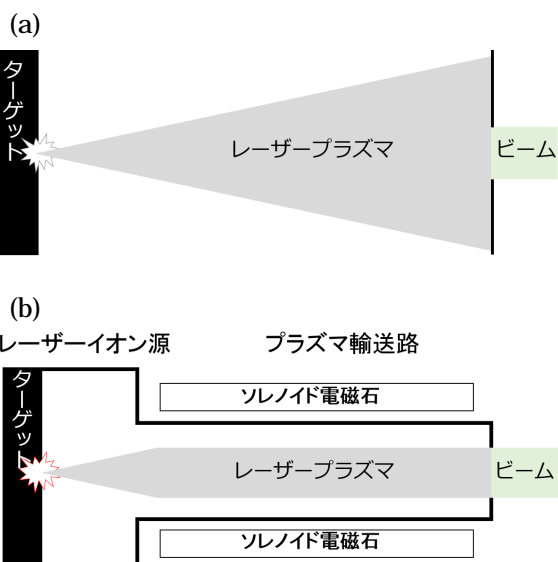 (a)
ターゲット
レーザープラズマ
ビーム
(b)
レーザーイオン源
プラズマ輸送路
ターゲット
ソレノイド電磁石
レーザープラズマ
ビーム
ソレノイド電磁石